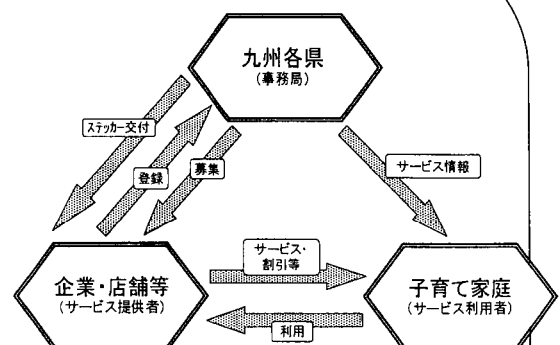 九州各県
(事務局)
ステッカー交付
登録
募集
サービス情報
サービス・
割引等
企業・店舗等
(サービス提供者)
子育て家庭
(サービス利用者)
利用